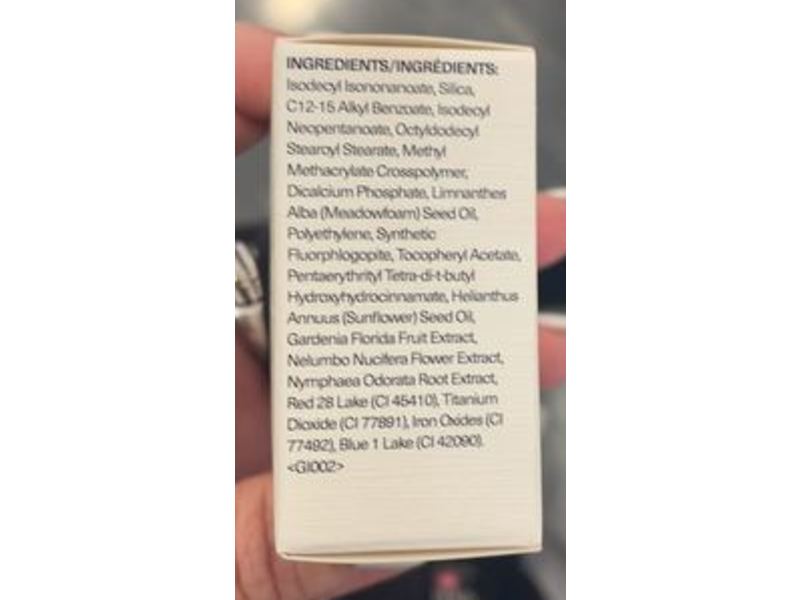 INGREDIENTS/INGRÉDIENTS:
Isodecyl Isononanoate, Silica,
C12-15 Alkyl Benzoate, Isodecyl
Neopentanoate, Octyldodecyl
Stearoyl Stearate, Methyl
Methacrylate Crosspolymer,
Dicalcium Phosphate, Limnanthes
Alba (Meadowfoam) Seed Oil,
Polyethylene, Synthetic
Fluorphlogopite, Tocopheryl Acetate,
Pentaerythrityl Tetra-di-t-butyl
Hydroxyhydrocinnamate, Helianthus
Annuus (Sunflower) Seed Oil,
Gardenia Florida Fruit Extract,
Nelumbo Nucifera Flower Extract,
Nymphaea Odorata Root Extract,
Red 28 Lake (CI 45410), Titanium
Dioxide (CI 77891), Iron Oxides (CI
77492), Blue 1 Lake (CI 42090).
<GI002>